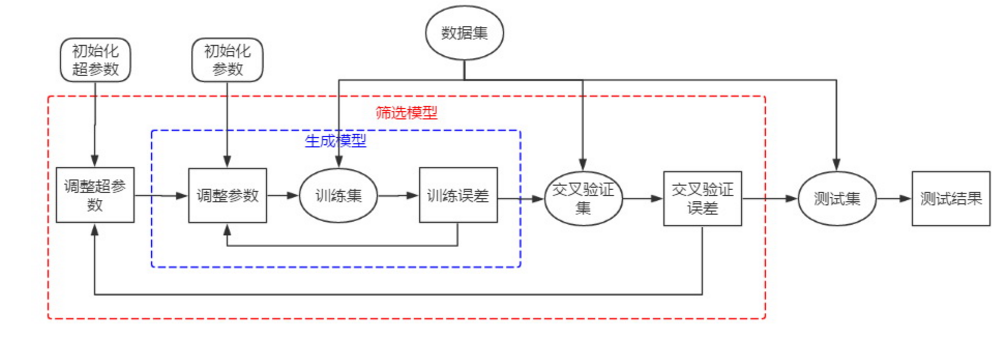 数据集
初始化
超参数
初始化
参数
筛选模型
生成模型
调整超参
数
调整参数
训练集
训练误差
交叉验证
集
交叉验证
误差
测试集
测试结果